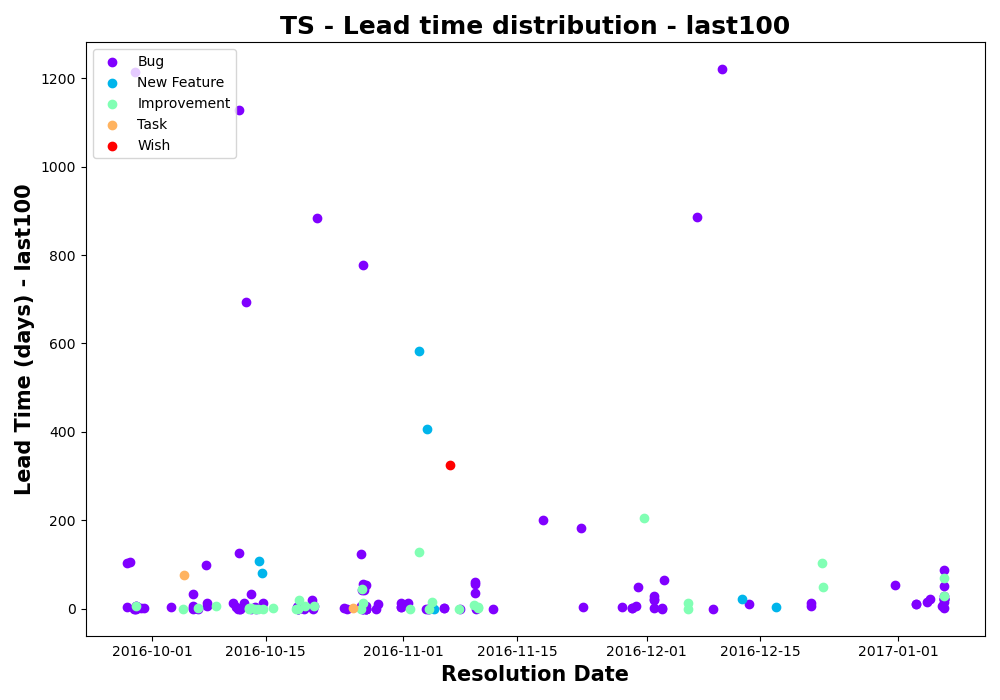 TS - Lead time distribution - last100
Bug
New Feature
Improvement
Task
Wish
Lead Time (days) - last100
1200
1000
800
600
400
200
0
2016-10-01 2016-10-15 2016-11-01 2016-11-15 2016-12-01 2016-12-15 2017-01-01
Resolution Date